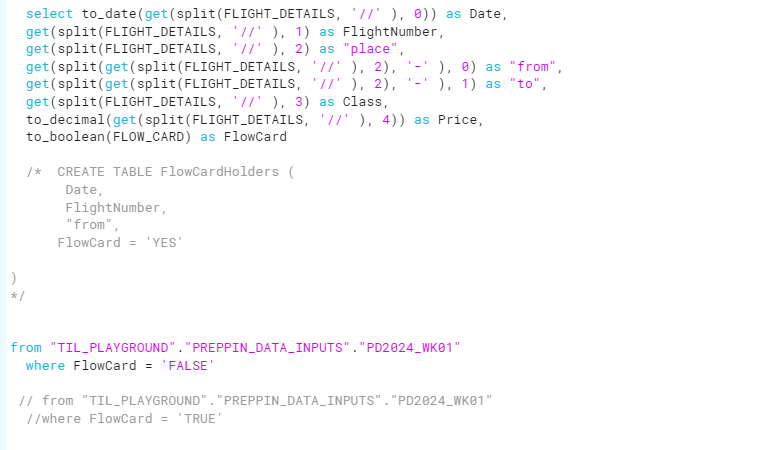 select to_date(get(split(FLIGHT_DETAILS, '//' ), 0)) as Date,
get(split(FLIGHT_DETAILS, '//' ), 1) as FlightNumber,
get(split(FLIGHT_DETAILS, '//' ), 2) as "place",
get(split(get(split(FLIGHT_DETAILS, '//' ), 2), '-' ), 0) as "from",
get(split(get(split(FLIGHT_DETAILS, '//' ), 2), '-' ), 1) as "to",
get(split(FLIGHT_DETAILS, '//' ), 3) as Class,
to_decimal(get(split(FLIGHT_DETAILS, '//' ), 4)) as Price,
to_boolean(FLOW_CARD) as FlowCard
/*  CREATE TABLE FlowCardHolders (
Date,
FlightNumber,
"from",
FlowCard = 'YES'
)
*/
from "TIL_PLAYGROUND"."PREPPIN_DATA_INPUTS"."PD2024_WK01"
where FlowCard = 'FALSE'
// from "TIL_PLAYGROUND"."PREPPIN_DATA_INPUTS"."PD2024_WK01"
//where FlowCard = 'TRUE'